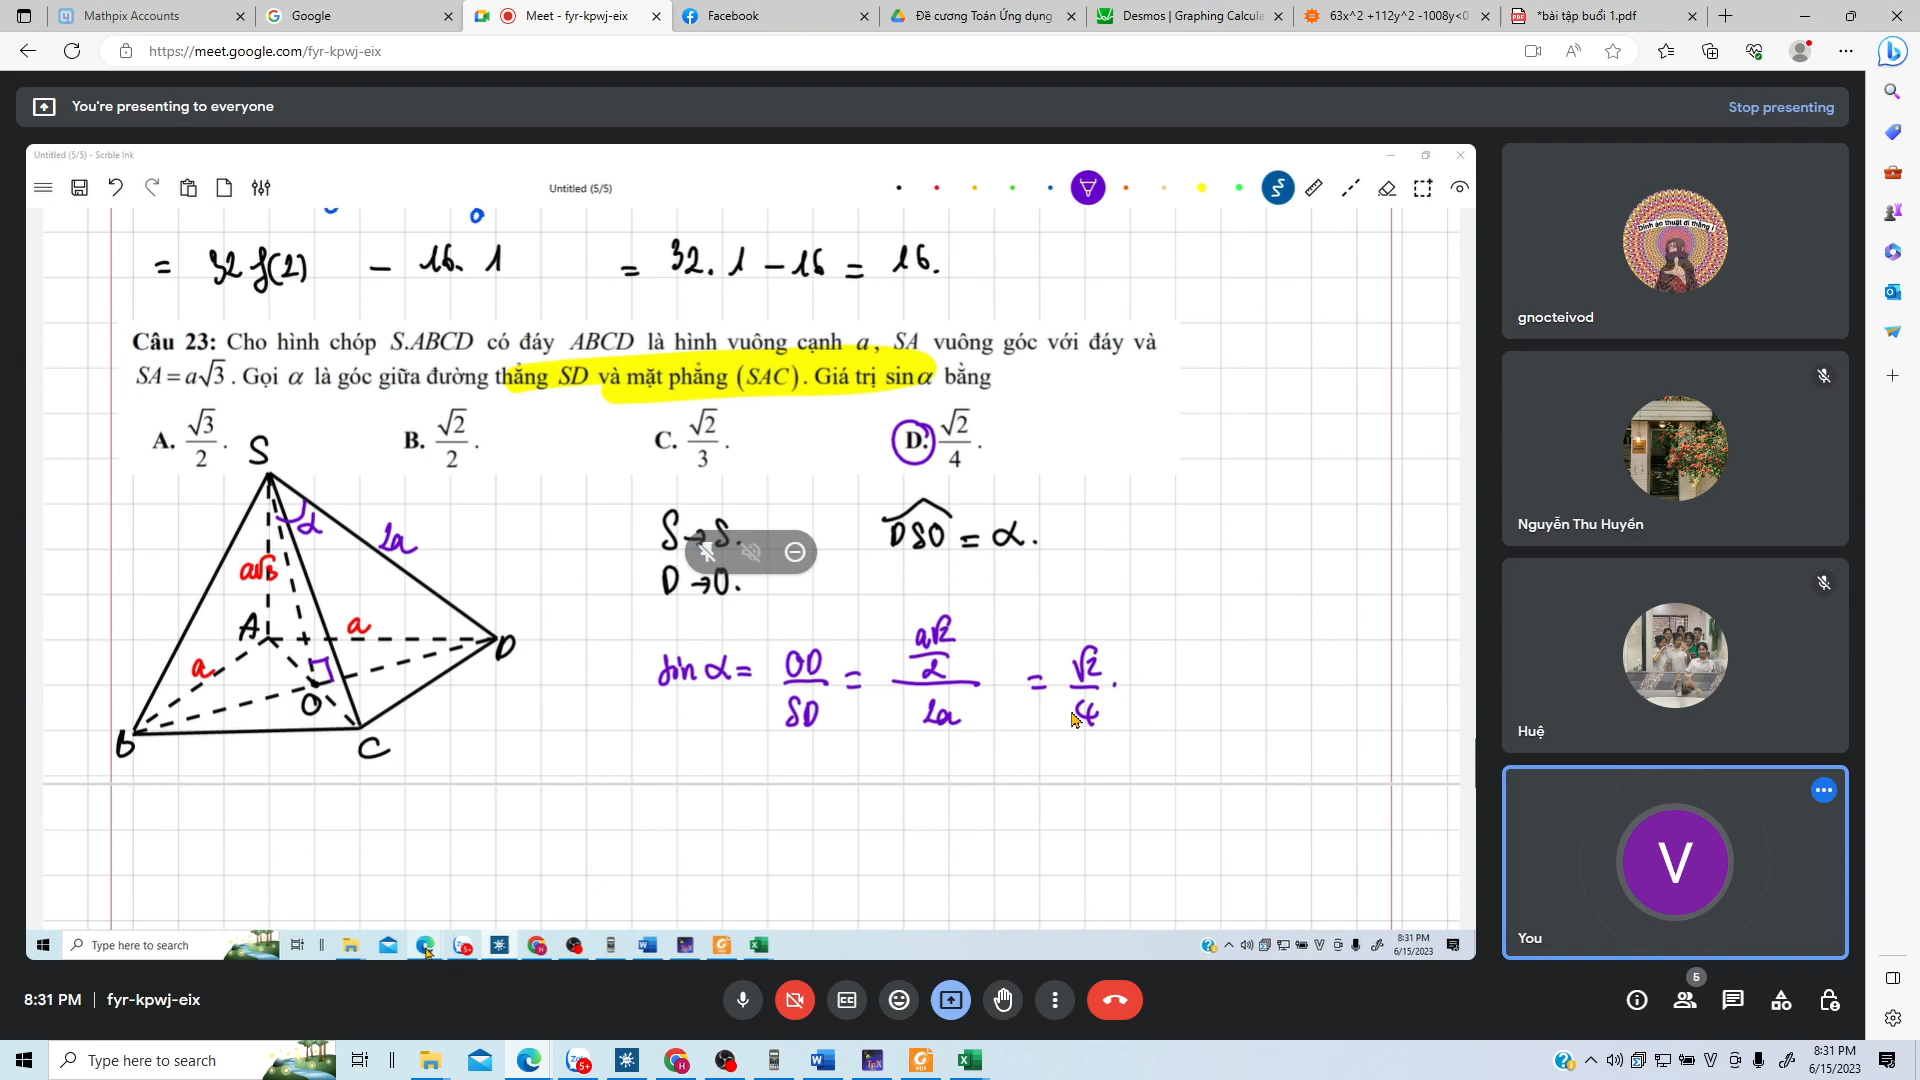 Mathpix Accounts
Google
Meet - fyr-kpwj-eix
Facebook
Đề cương Toán Ứng dụng
Desmos | Graphing Calcula
63x^2 +112y^2 -1008y<0
*bài tập buổi 1.pdf
https://meet.google.com/fyr-kpwj-eix
You're presenting to everyone
Stop presenting
Untitled (5/5) - Scrble Ink
Untitled (5/5)
= 32 f(2) - 16. 1 = 32. 1 - 16 = 16.
Câu 23: Cho hình chóp S.ABCD có đáy ABCD là hình vuông cạnh a, SA vuông góc với đáy và
SA = a√3. Gọi α là góc giữa đường thẳng SD và mặt phẳng (SAC). Giá trị sin α bằng
A. √3/2. B. √2/2. C. √2/3. D. √2/4.
S
α
2a
a√3
A
a
a
D
O
B
C
S → S.
D → O.
DSO = α.
sin α = OD/SD = (a√2/2)/2a = √2/4.
Type here to search
8:31 PM
6/15/2023
Dinh áo thuật đi thằng !
gnocteivod
Nguyễn Thu Huyền
Huệ
V
You
8:31 PM | fyr-kpwj-eix
5
Type here to search
8:31 PM
6/15/2023